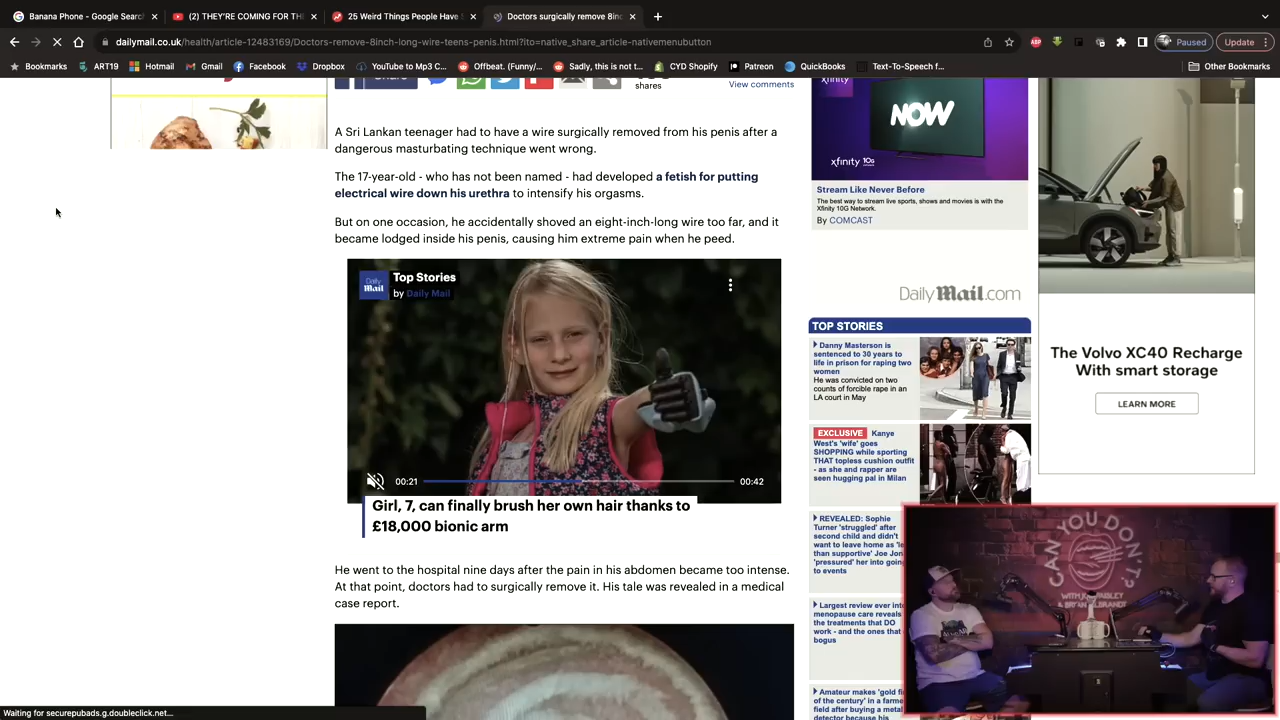 Banana Phone - Google Searc
(2) THEY'RE COMING FOR THE
25 Weird Things People Have
Doctors surgically remove 8inc
dailymail.co.uk/health/article-12483169/Doctors-remove-8inch-long-wire-teens-penis.html?ito=native_share_article-nativemenubutton
Paused
Update
Bookmarks
ART19
Hotmail
Gmail
Facebook
Dropbox
YouTube to Mp3 C...
Offbeat. (Funny/...
Sadly, this is not t...
CYD Shopify
Patreon
QuickBooks
Text-To-Speech f...
Other Bookmarks
shares
View comments
A Sri Lankan teenager had to have a wire surgically removed from his penis after a
dangerous masturbating technique went wrong.
The 17-year-old - who has not been named - had developed a fetish for putting
electrical wire down his urethra to intensify his orgasms.
But on one occasion, he accidentally shoved an eight-inch-long wire too far, and it
became lodged inside his penis, causing him extreme pain when he peed.
Daily
Mail
Top Stories
by Daily Mail
00:21
00:42
Girl, 7, can finally brush her own hair thanks to
£18,000 bionic arm
He went to the hospital nine days after the pain in his abdomen became too intense.
At that point, doctors had to surgically remove it. His tale was revealed in a medical
case report.
xfinity
NOW
xfinity 10G
Stream Like Never Before
The best way to stream live sports, shows and movies is with the
Xfinity 10G Network.
By COMCAST
Daily Mail.com
TOP STORIES
Danny Masterson is
sentenced to 30 years to
life in prison for raping two
women
He was convicted on two
counts of forcible rape in an
LA court in May
EXCLUSIVE Kanye
West's 'wife' goes
SHOPPING while sporting
THAT topless cushion outfit
- as she and rapper are
seen hugging pal in Milan
REVEALED: Sophie
Turner 'struggled' after
second child and didn't
want to leave home as 'le
than supportive' Joe Jon
'pressured' her into going
to events
Largest review ever into
menopause care reveals
the treatments that DO
work - and the ones that
bogus
Amateur makes 'gold fi
of the century' in a farme
field after buying a metal
detector because his
The Volvo XC40 Recharge
With smart storage
LEARN MORE
CAN YOU DON'T?
Waiting for securepubads.g.doubleclick.net...